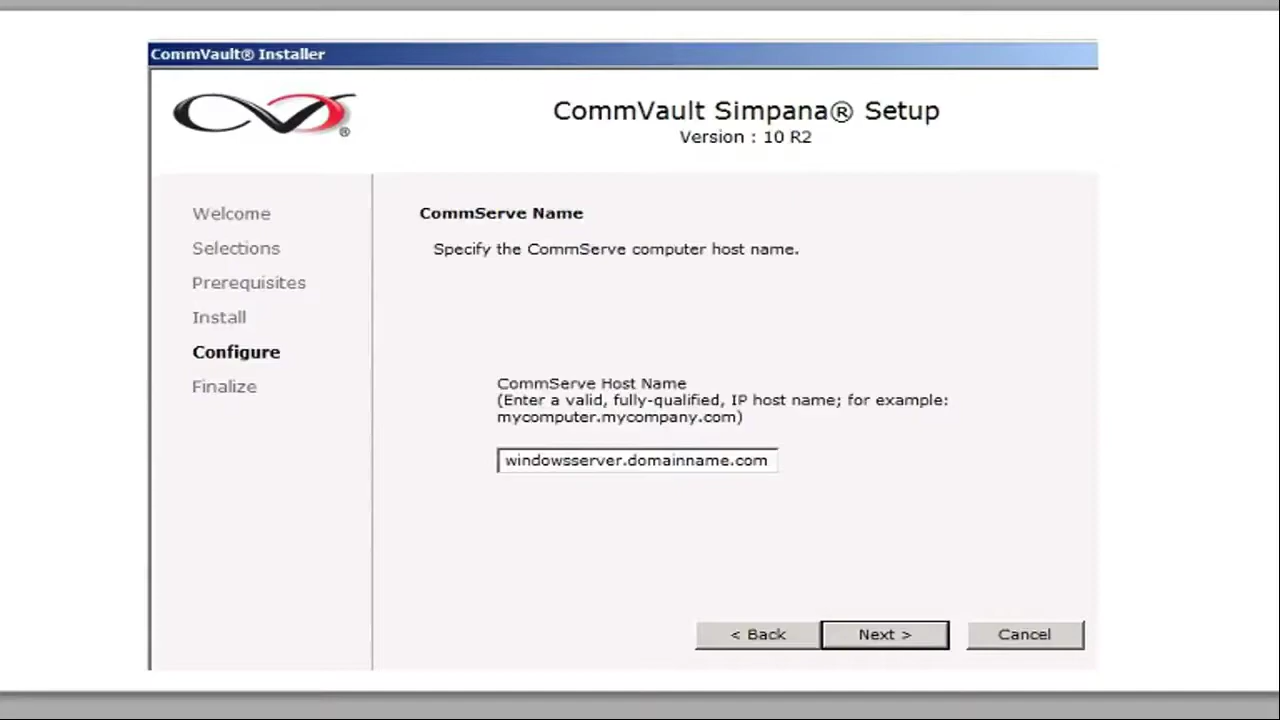 CommVault® Installer
CommVault Simpana® Setup
Version : 10 R2
Welcome
Selections
Prerequisites
Install
Configure
Finalize
CommServe Name
Specify the CommServe computer host name.
CommServe Host Name
(Enter a valid, fully-qualified, IP host name; for example:
mycomputer.mycompany.com)
windowsserver.domainname.com
< Back
Next >
Cancel